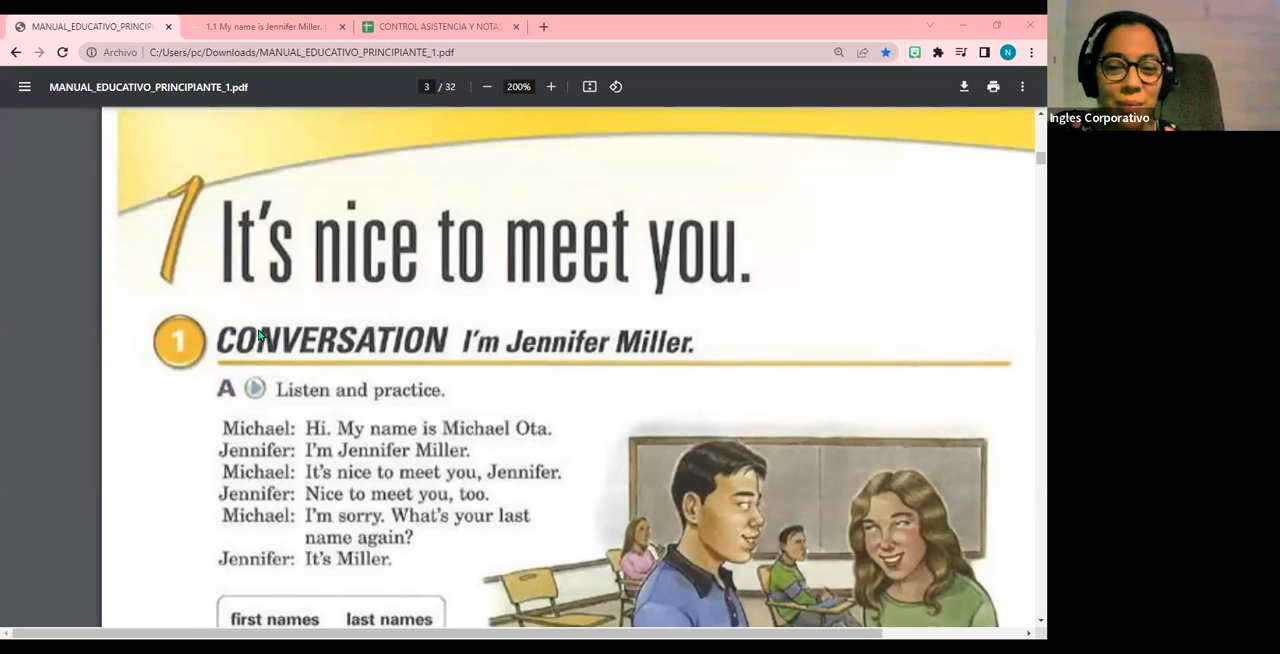 MANUAL_EDUCATIVO_PRINCIP
1.1 My name is Jennifer Miller.
CONTROL ASISTENCIA Y NOTA
Archivo
C:/Users/pc/Downloads/MANUAL_EDUCATIVO_PRINCIPIANTE_1.pdf
N
MANUAL_EDUCATIVO_PRINCIPIANTE_1.pdf
3 / 32
200%
Ingles Corporativo
1 It's nice to meet you.
1 CONVERSATION I'm Jennifer Miller.
A Listen and practice.
Michael: Hi. My name is Michael Ota.
Jennifer: I'm Jennifer Miller.
Michael: It's nice to meet you, Jennifer.
Jennifer: Nice to meet you, too.
Michael: I'm sorry. What's your last
name again?
Jennifer: It's Miller.
first names last names